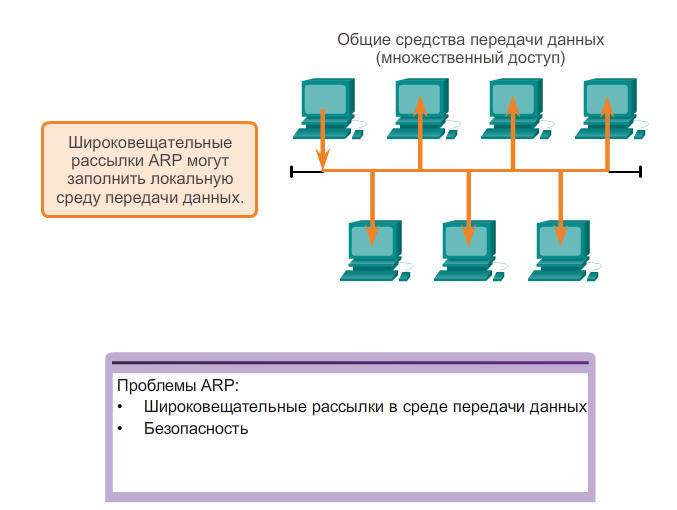 Общие средства передачи данных
(множественный доступ)
Широковещательные
рассылки ARP могут
заполнить локальную
среду передачи данных.
Проблемы ARP:
• Широковещательные рассылки в среде передачи данных
• Безопасность